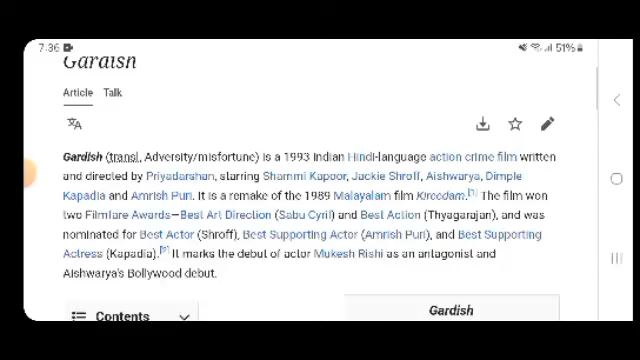 7:36 51%
Gardish
Article Talk
Gardish (transl. Adversity/misfortune) is a 1993 Indian Hindi-language action crime film written
and directed by Priyadarshan, starring Shammi Kapoor, Jackie Shroff, Aishwarya, Dimple
Kapadia and Amrish Puri. It is a remake of the 1989 Malayalam film Kireedam.[1] The film won
two Filmfare Awards—Best Art Direction (Sabu Cyril) and Best Action (Thyagarajan), and was
nominated for Best Actor (Shroff), Best Supporting Actor (Amrish Puri), and Best Supporting
Actress (Kapadia).[2] It marks the debut of actor Mukesh Rishi as an antagonist and
Aishwarya's Bollywood debut.
Contents
Gardish